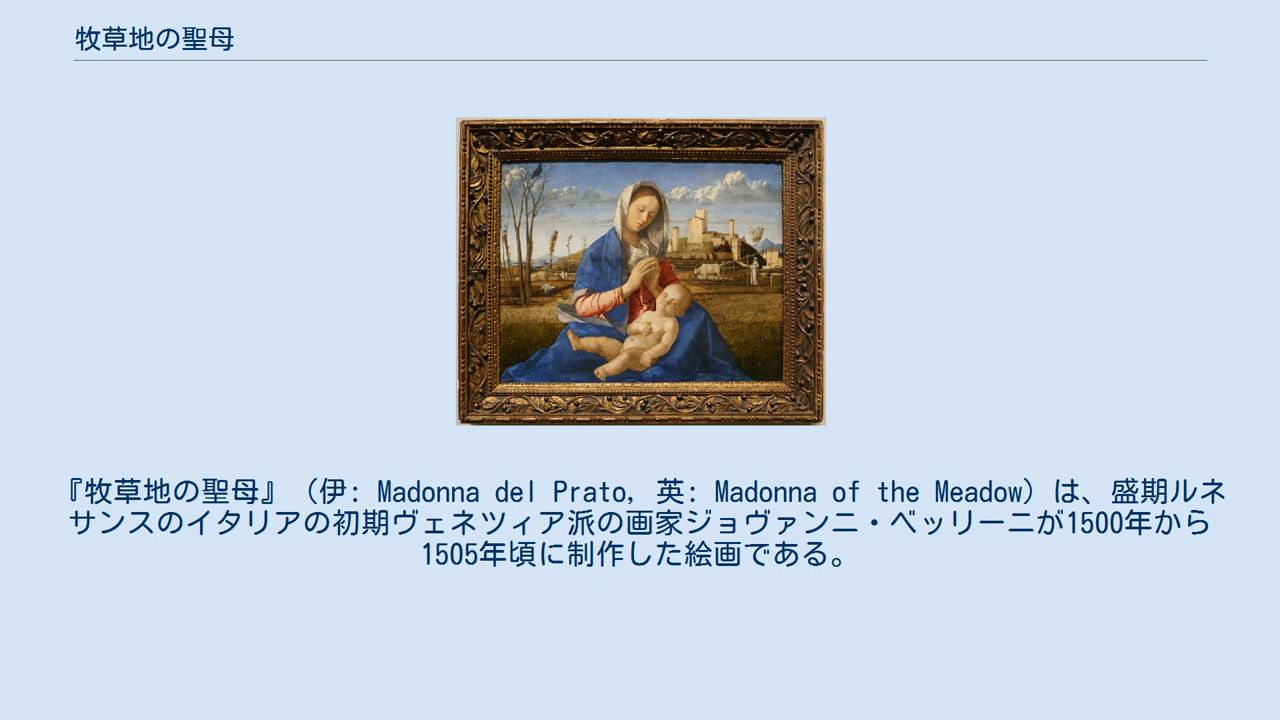 牧草地の聖母
『牧草地の聖母』（伊: Madonna del Prato, 英: Madonna of the Meadow）は、盛期ルネ
サンスのイタリアの初期ヴェネツィア派の画家ジョヴァンニ・ベッリーニが1500年から
1505年頃に制作した絵画である。